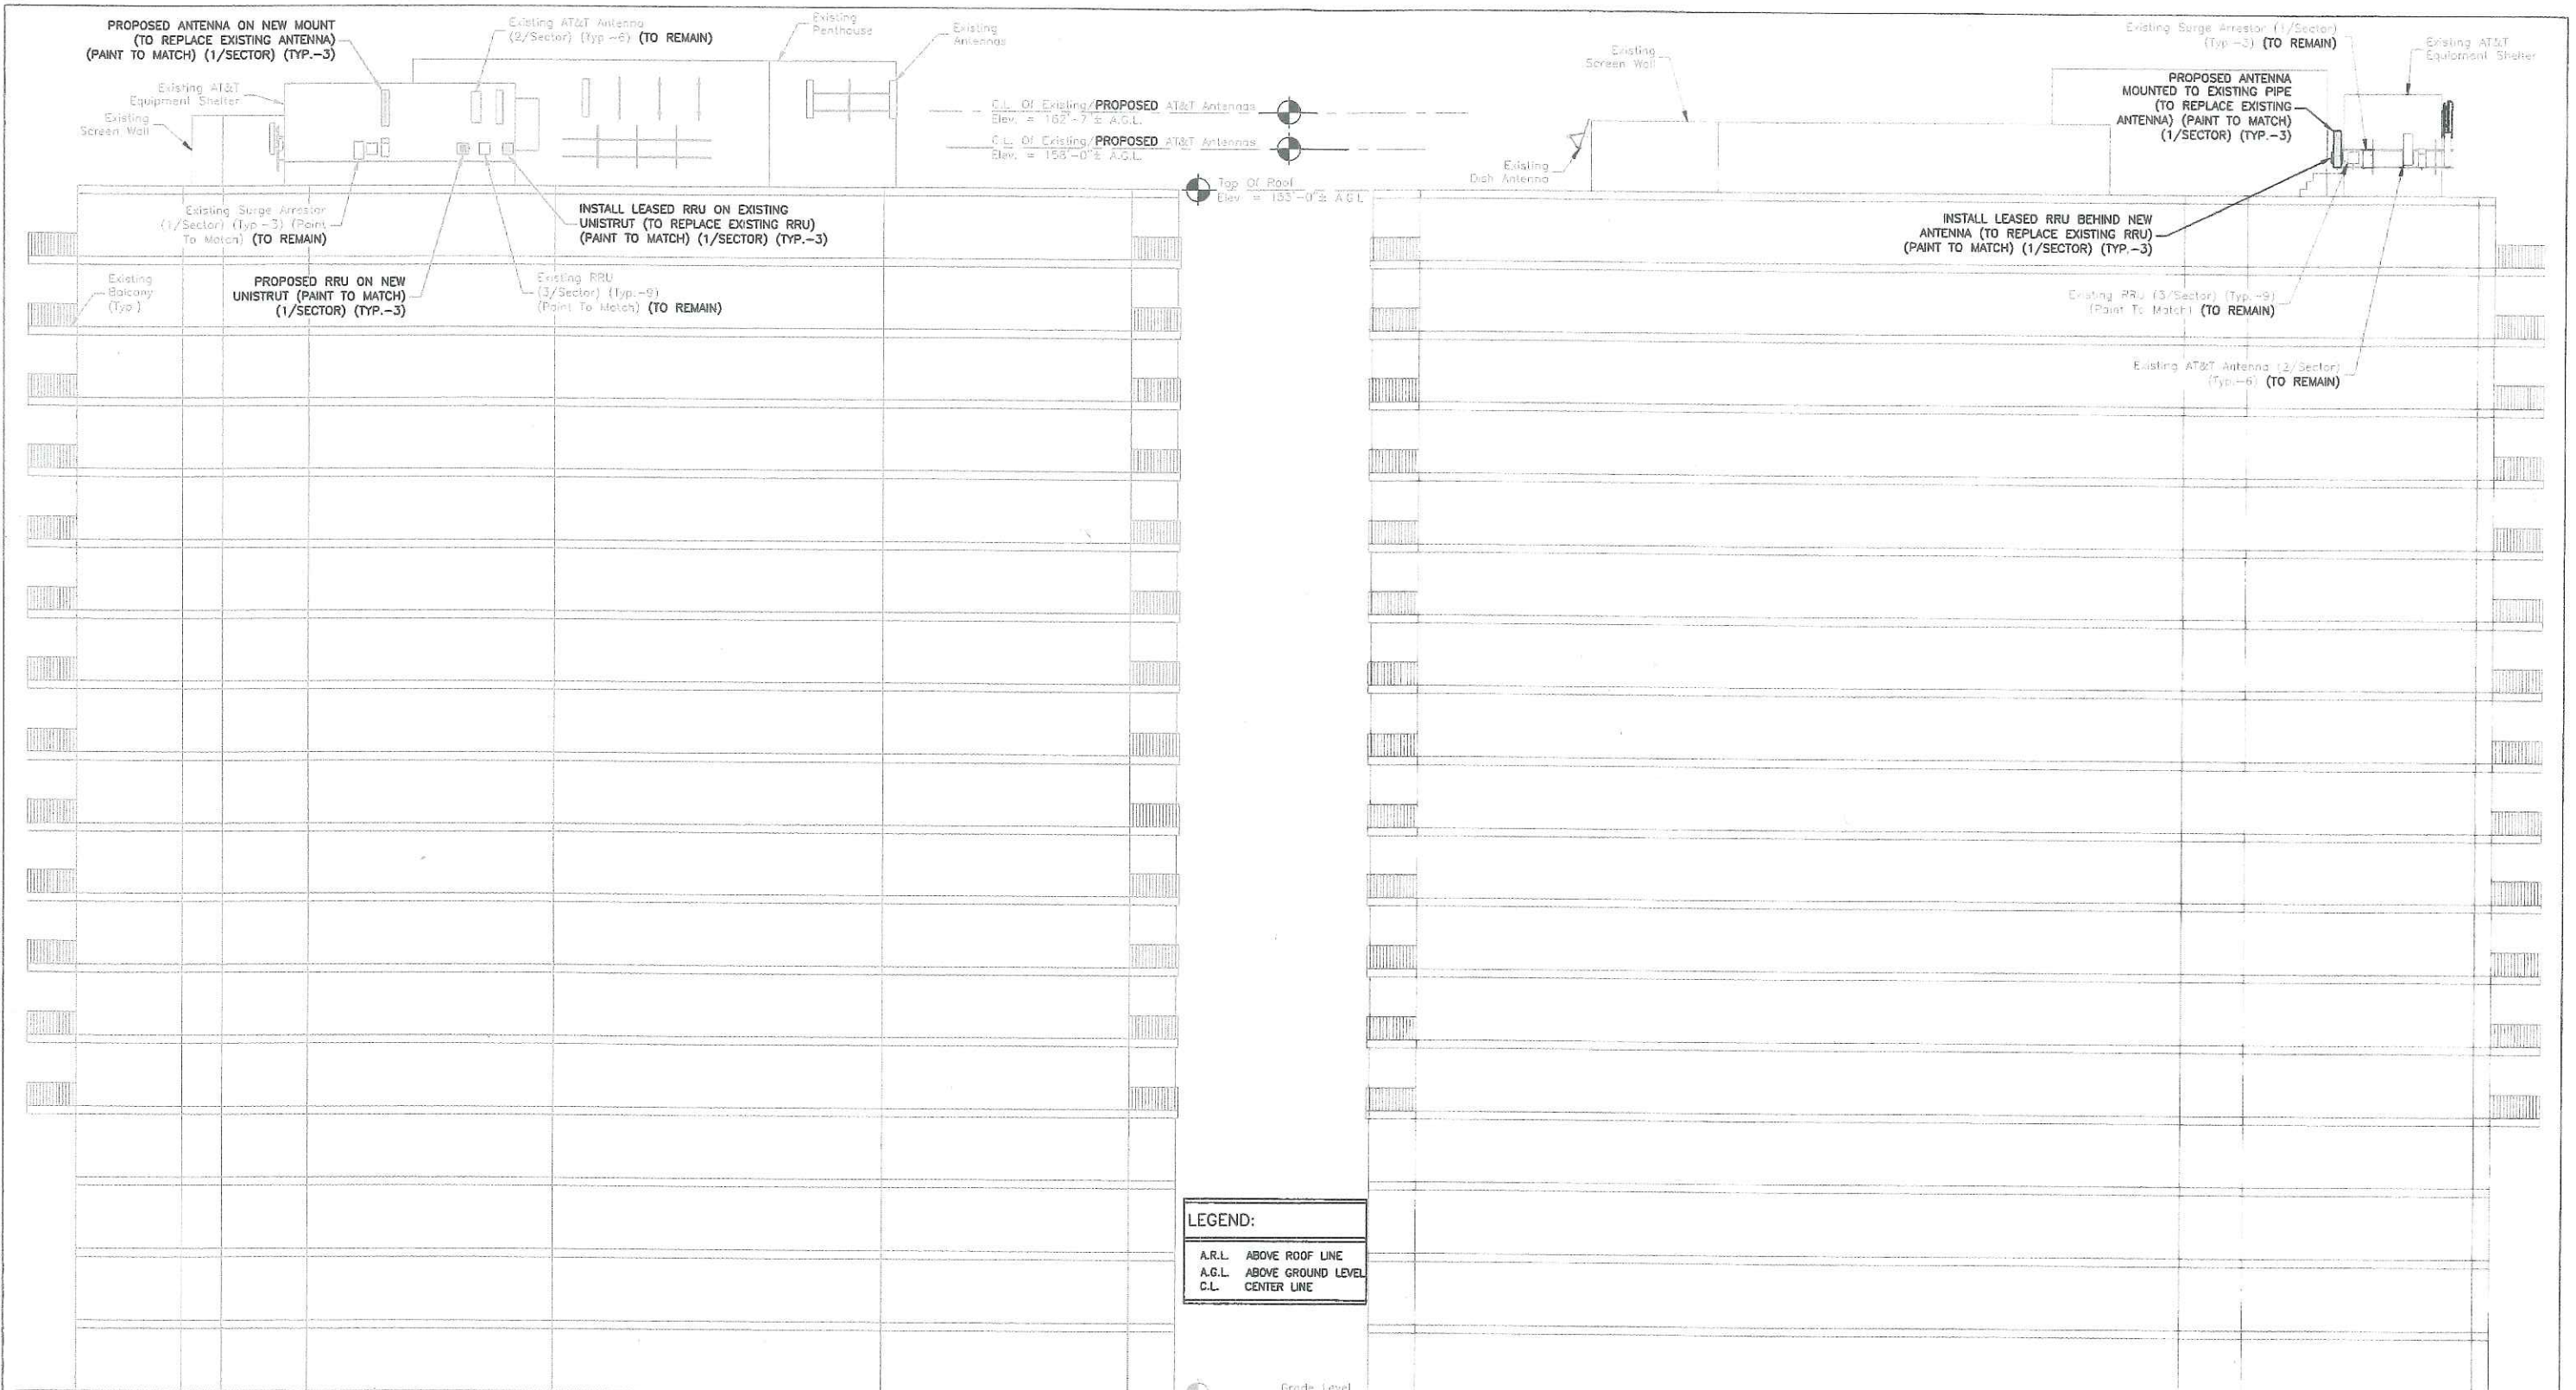 PROPOSED ANTENNA ON NEW MOUNT
(TO REPLACE EXISTING ANTENNA)
(PAINT TO MATCH) (1/SECTOR) (TYP.-3)
Existing AT&T Antenna
(2/Sector) (Typ.-6) (TO REMAIN)
Existing
Penthouse
Existing
Antennas
Existing AT&T
Equipment Shelter
Existing
Screen Wall
C.L. Of Existing/PROPOSED AT&T Antennas
Elev. = 162'-7"± A.G.L.
C.L. Of Existing/PROPOSED AT&T Antennas
Elev. = 158'-0"± A.G.L.
Top Of Roof
Elev. = 153'-0"± A.G.L.
Existing Surge Arrestor
(1/Sector) (Typ.-3) (Paint
To Match) (TO REMAIN)
INSTALL LEASED RRU ON EXISTING
UNISTRUT (TO REPLACE EXISTING RRU)
(PAINT TO MATCH) (1/SECTOR) (TYP.-3)
Existing
Balcony
(Typ.)
PROPOSED RRU ON NEW
UNISTRUT (PAINT TO MATCH)
(1/SECTOR) (TYP.-3)
Existing RRU
(3/Sector) (Typ.-9)
(Paint To Match) (TO REMAIN)
Existing
Screen Wall
Existing
Dish Antenna
Existing Surge Arrestor (1/Sector)
(Typ.-3) (TO REMAIN)
Existing AT&T
Equipment Shelter
PROPOSED ANTENNA
MOUNTED TO EXISTING PIPE
(TO REPLACE EXISTING
ANTENNA) (PAINT TO MATCH)
(1/SECTOR) (TYP.-3)
INSTALL LEASED RRU BEHIND NEW
ANTENNA (TO REPLACE EXISTING RRU)
(PAINT TO MATCH) (1/SECTOR) (TYP.-3)
Existing RRU (3/Sector) (Typ.-9)
(Paint To Match) (TO REMAIN)
Existing AT&T Antenna (2/Sector)
(Typ.-6) (TO REMAIN)
LEGEND:
A.R.L. ABOVE ROOF LINE
A.G.L. ABOVE GROUND LEVEL
C.L. CENTER LINE
Grade Level